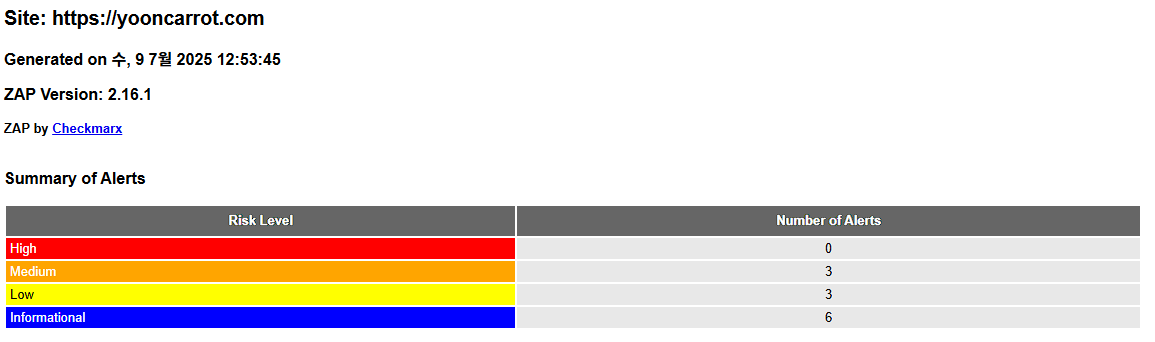 Site: https://yooncarrot.com
Generated on 수, 9 7월 2025 12:53:45
ZAP Version: 2.16.1
ZAP by Checkmarx
Summary of Alerts
Risk Level Number of Alerts
High 0
Medium 3
Low 3
Informational 6